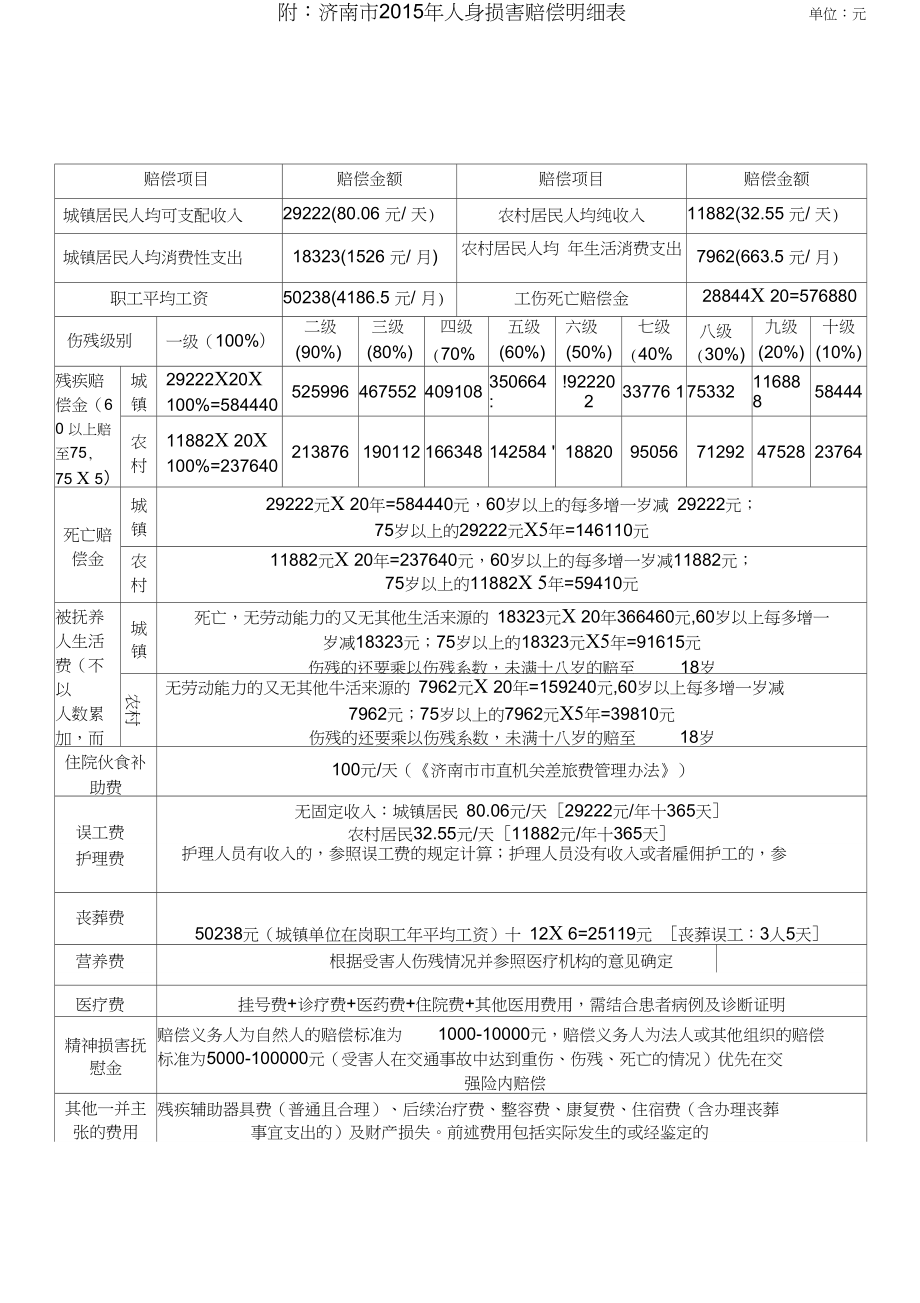 附：济南市2015年人身损害赔偿明细表 单位：元
赔偿项目 赔偿金额 赔偿项目 赔偿金额
城镇居民人均可支配收入 29222(80.06 元/ 天) 农村居民人均纯收入 11882(32.55 元/ 天)
城镇居民人均消费性支出 18323(1526 元/ 月) 农村居民人均 年生活消费支出 7962(663.5 元/ 月)
职工平均工资 50238(4186.5 元/ 月) 工伤死亡赔偿金 28844X 20=576880
伤残级别 一级（100%） 二级 三级 四级 五级 六级 七级 八级 九级 十级
(90%) (80%) （70% (60%) (50%) （40% （30%) (20%) (10%)
残疾赔
偿金（6
0 以上赔
至75，
75 X 5）
城
镇
29222X20X
100%=584440
525996 467552 409108 350664
:
!92220
2
33776 1 75332 11688
8
58444
农
村
11882X 20X
100%=237640
213876 190112 166348 142584 ' 18820 95056 71292 47528 23764
死亡赔
偿金
城
镇
29222元X 20年=584440元，60岁以上的每多增一岁减 29222元；
75岁以上的29222元X5年=146110元
农
村
11882元X 20年=237640元，60岁以上的每多增一岁减11882元；
75岁以上的11882X 5年=59410元
被抚养
人生活
费（不
以
人数累
加，而
城
镇
死亡，无劳动能力的又无其他生活来源的 18323元X 20年366460元,60岁以上每多增一
岁减18323元；75岁以上的18323元X5年=91615元
伤残的还要乘以伤残系数，未满十八岁的赔至 18岁
农村
无劳动能力的又无其他牛活来源的 7962元X 20年=159240元,60岁以上每多增一岁减
7962元；75岁以上的7962元X5年=39810元
伤残的还要乘以伤残系数，未满十八岁的赔至 18岁
住院伙食补
助费
100元/天（《济南市市直机关差旅费管理办法》）
误工费
护理费
无固定收入：城镇居民 80.06元/天［29222元/年十365天］
农村居民32.55元/天［11882元/年十365天］
护理人员有收入的，参照误工费的规定计算；护理人员没有收入或者雇佣护工的，参
丧葬费
50238元（城镇单位在岗职工年平均工资）十 12X 6=25119元 ［丧葬误工：3人5天］
营养费 根据受害人伤残情况并参照医疗机构的意见确定
医疗费 挂号费+诊疗费+医药费+住院费+其他医用费用，需结合患者病例及诊断证明
精神损害抚
慰金
赔偿义务人为自然人的赔偿标准为 1000-10000元，赔偿义务人为法人或其他组织的赔偿
标准为5000-100000元（受害人在交通事故中达到重伤、伤残、死亡的情况）优先在交
强险内赔偿
其他一并主
张的费用
残疾辅助器具费（普通且合理）、后续治疗费、整容费、康复费、住宿费（含办理丧葬
事宜支出的）及财产损失。前述费用包括实际发生的或经鉴定的